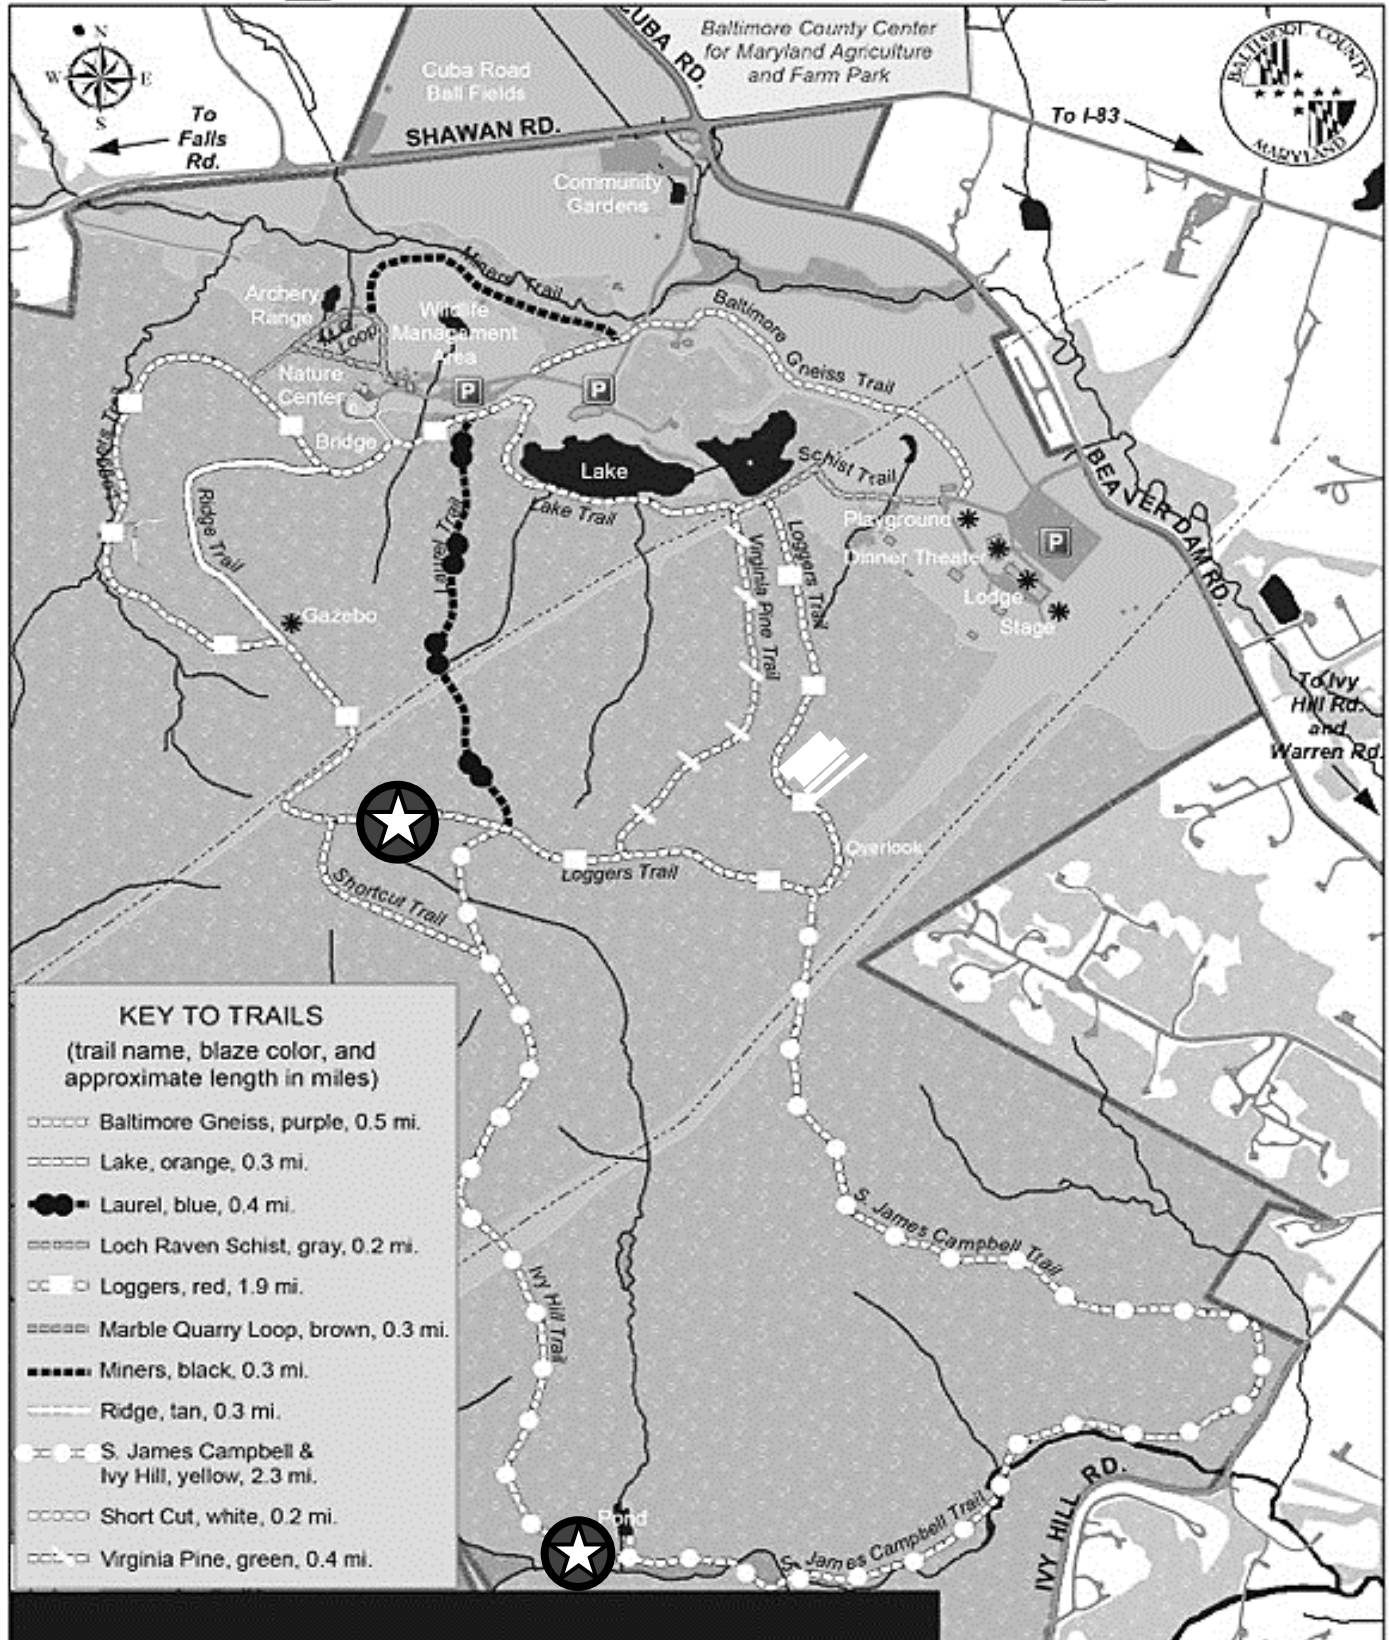 CUBA RD.
Baltimore County Center
for Maryland Agriculture
and Farm Park
BALTIMORE COUNTY
MARYLAND
N
W
E
S
Cuba Road
Ball Fields
To
Falls
Rd.
SHAWAN RD.
To I-83
Community
Gardens
Miners Trail
Archery
Range
M.Q.
Loop
Wildlife
Management
Area
Baltimore
Gneiss Trail
Nature
Center
P
P
Bridge
Lake
Schist Trail
BEAVER DAM RD.
Ridge Trail
Laurel Trail
Lake Trail
Virginia Pine Trail
Loggers Trail
Playground
P
Dinner Theater
Lodge
Stage
Gazebo
To Ivy
Hill Rd.
and
Warren Rd.
Overlook
Loggers Trail
Shortcut Trail
KEY TO TRAILS
(trail name, blaze color, and
approximate length in miles)
Baltimore Gneiss, purple, 0.5 mi.
Lake, orange, 0.3 mi.
Laurel, blue, 0.4 mi.
Loch Raven Schist, gray, 0.2 mi.
Loggers, red, 1.9 mi.
Marble Quarry Loop, brown, 0.3 mi.
Miners, black, 0.3 mi.
Ridge, tan, 0.3 mi.
S. James Campbell &
Ivy Hill, yellow, 2.3 mi.
Short Cut, white, 0.2 mi.
Virginia Pine, green, 0.4 mi.
S. James Campbell Trail
Ivy Hill Trail
Pond
S. James Campbell Trail
IVY HILL RD.